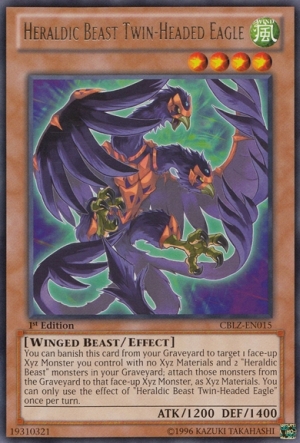 HERALDIC BEAST TWIN-HEADED EAGLE
WIND
風
1st Edition
CBLZ-EN015
[WINGED BEAST/EFFECT]
You can banish this card from your Graveyard to target 1 face-up
Xyz Monster you control with no Xyz Materials and 2 "Heraldic
Beast" monsters in your Graveyard; attach those monsters from
the Graveyard to that face-up Xyz Monster, as Xyz Materials. You
can only use the effect of "Heraldic Beast Twin-Headed Eagle"
once per turn.
ATK/1200 DEF/1400
19310321
©1996 KAZUKI TAKAHASHI